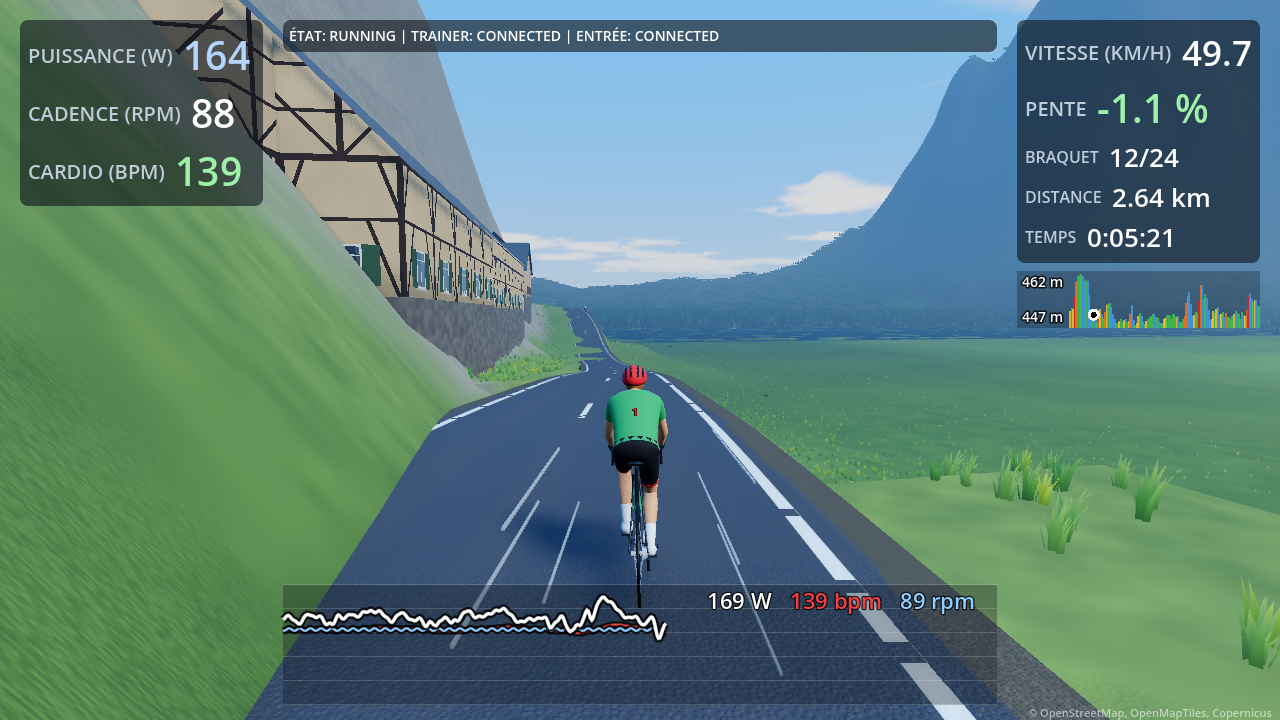 PUISSANCE (W) 164
CADENCE (RPM) 88
CARDIO (BPM) 139
ÉTAT: RUNNING | TRAINER: CONNECTED | ENTRÉE: CONNECTED
VITESSE (KM/H) 49.7
PENTE -1.1 %
BRAQUET 12/24
DISTANCE 2.64 km
TEMPS 0:05:21
462 m
447 m
1
169 W 139 bpm 89 rpm
© OpenStreetMap, OpenMapTiles, Copernicus